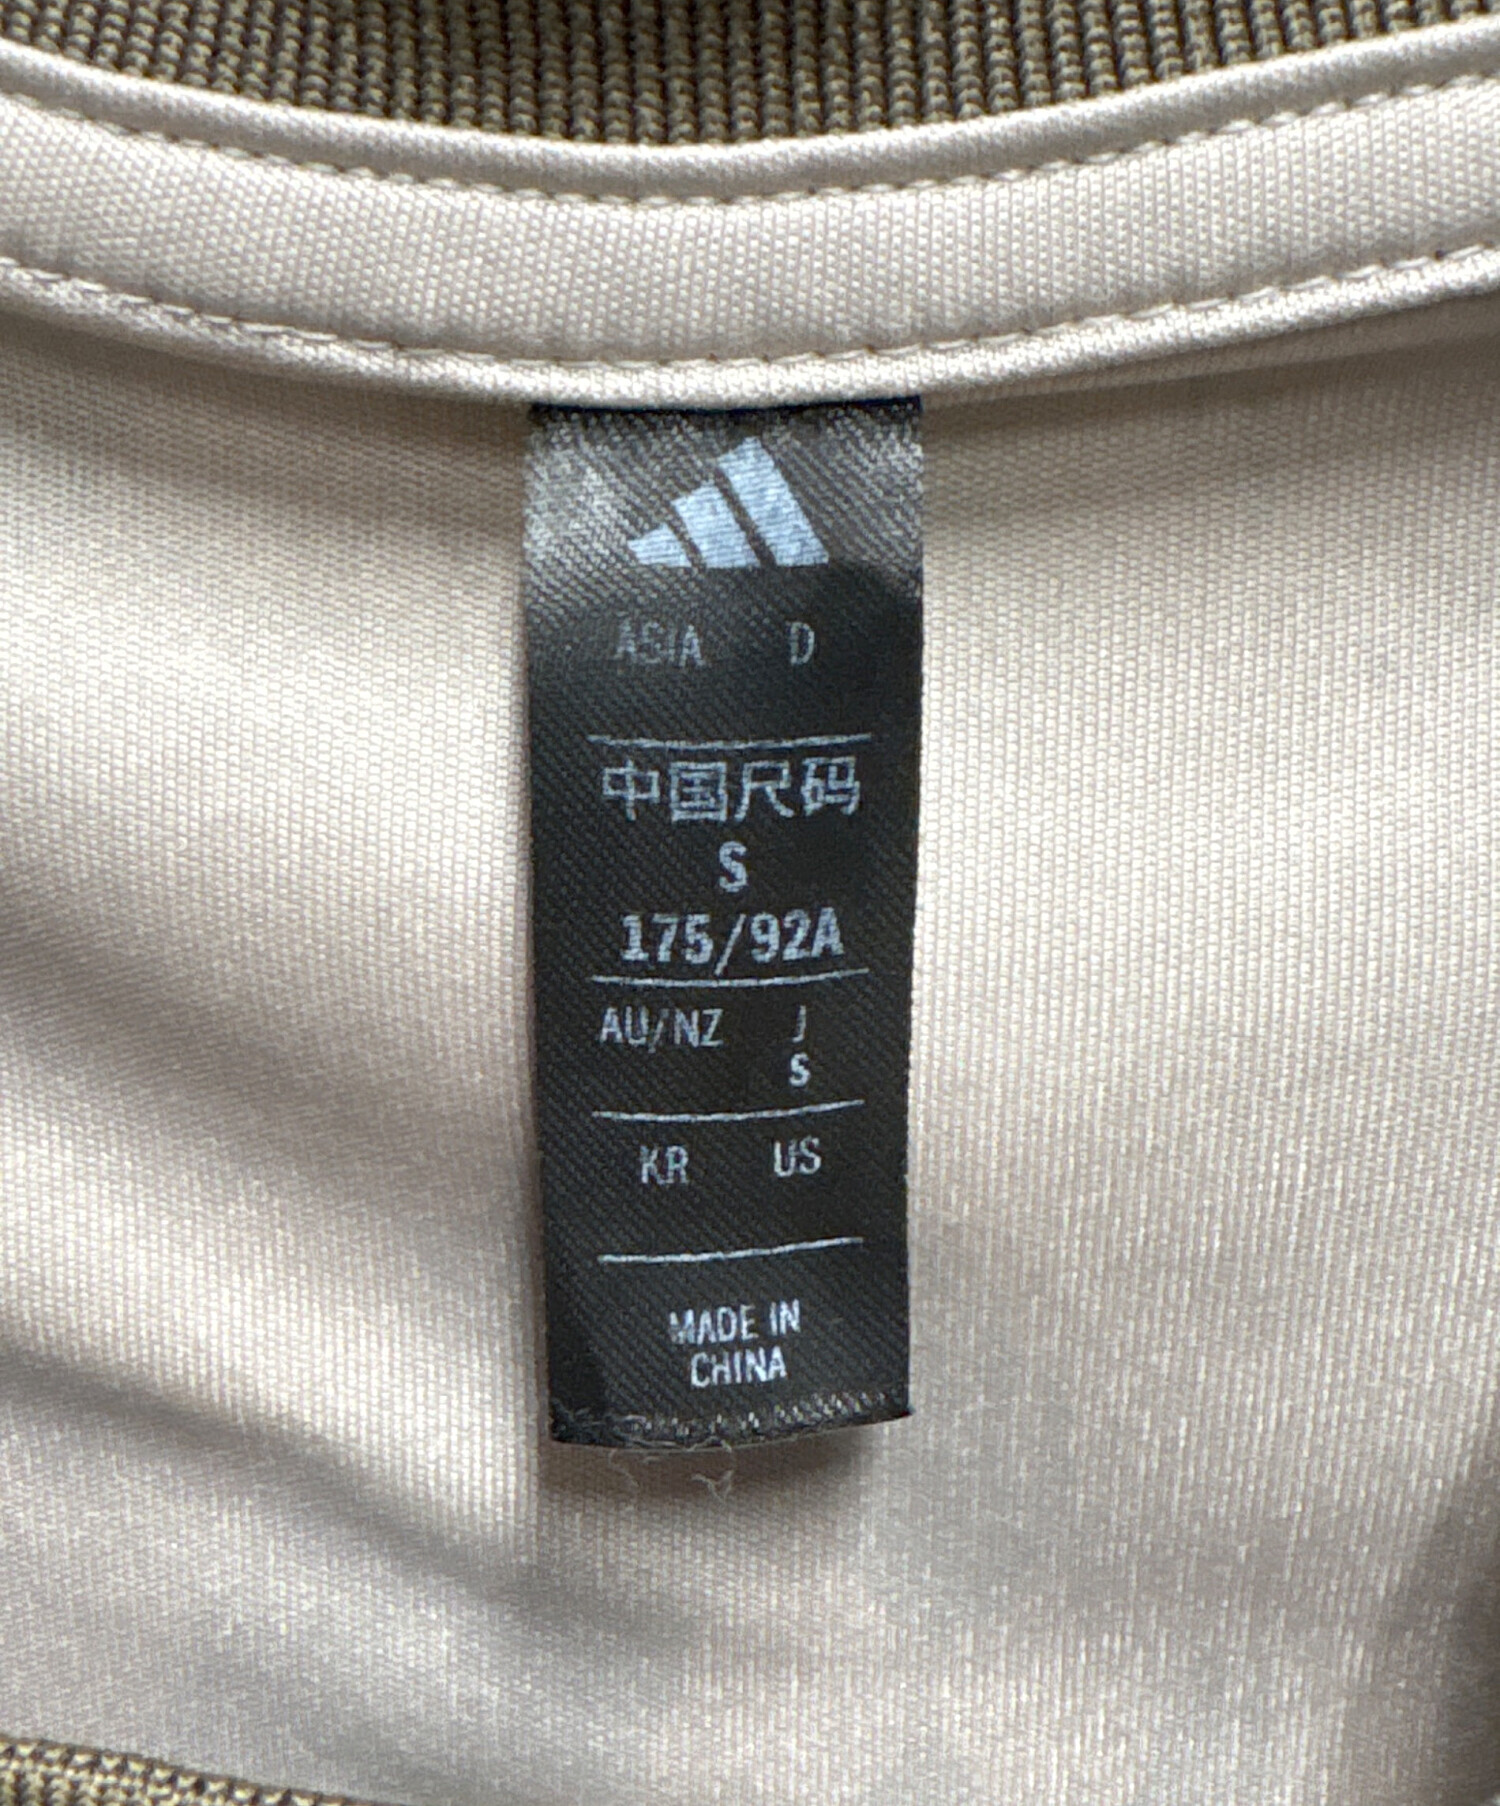 ASIA D
中国尺码
S
175/92A
AU/NZ J
S
KR US
MADE IN
CHINA